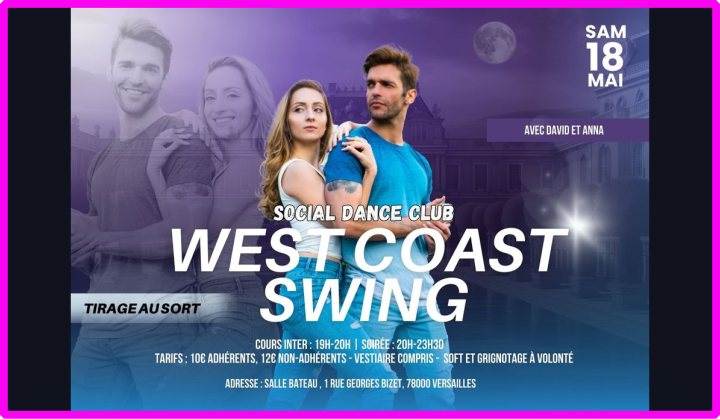 SAM
18
MAI
AVEC DAVID ET ANNA
SOCIAL DANCE CLUB
WEST COAST
SWING
TIRAGE AU SORT
COURS INTER : 19H-20H | SOIRÉE : 20H-23H30
TARIFS : 10€ ADHÉRENTS, 12€ NON-ADHÉRENTS - VESTIAIRE COMPRIS - SOFT ET GRIGNOTAGE À VOLONTÉ
ADRESSE : SALLE BATEAU , 1 RUE GEORGES BIZET, 78000 VERSAILLES